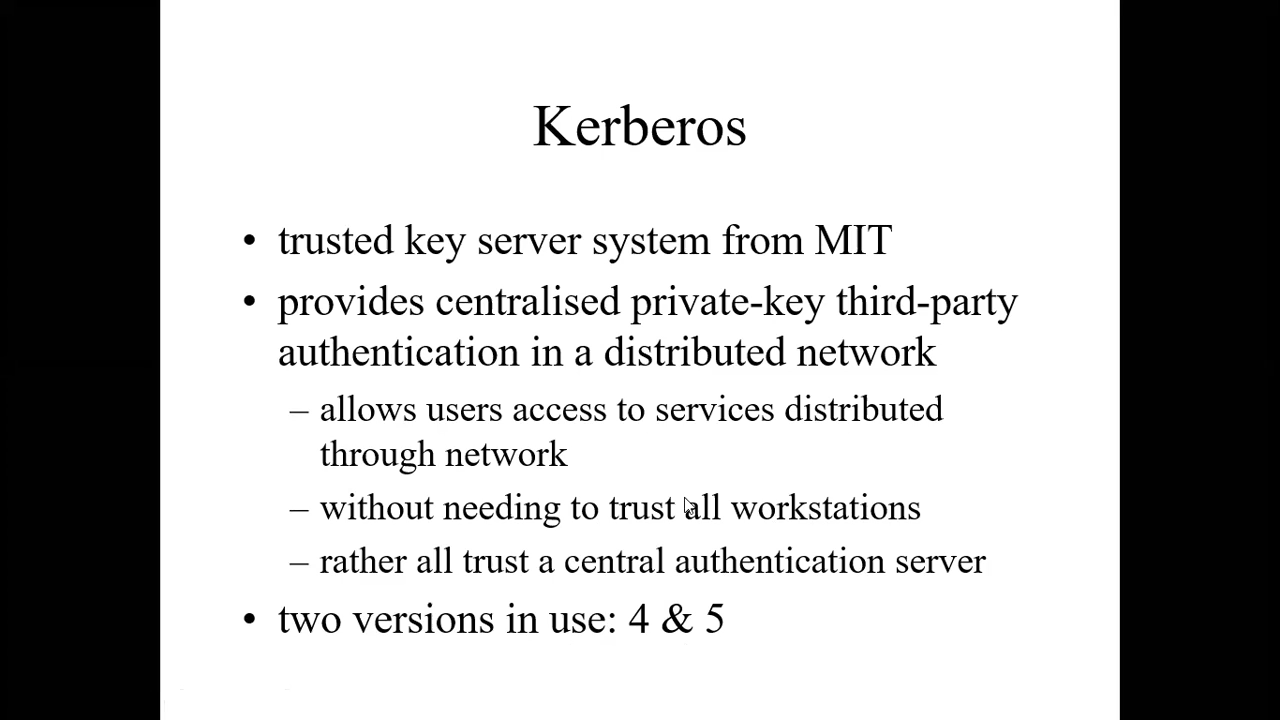 Kerberos
• trusted key server system from MIT
• provides centralised private-key third-party
authentication in a distributed network
– allows users access to services distributed
through network
– without needing to trust all workstations
– rather all trust a central authentication server
• two versions in use: 4 & 5